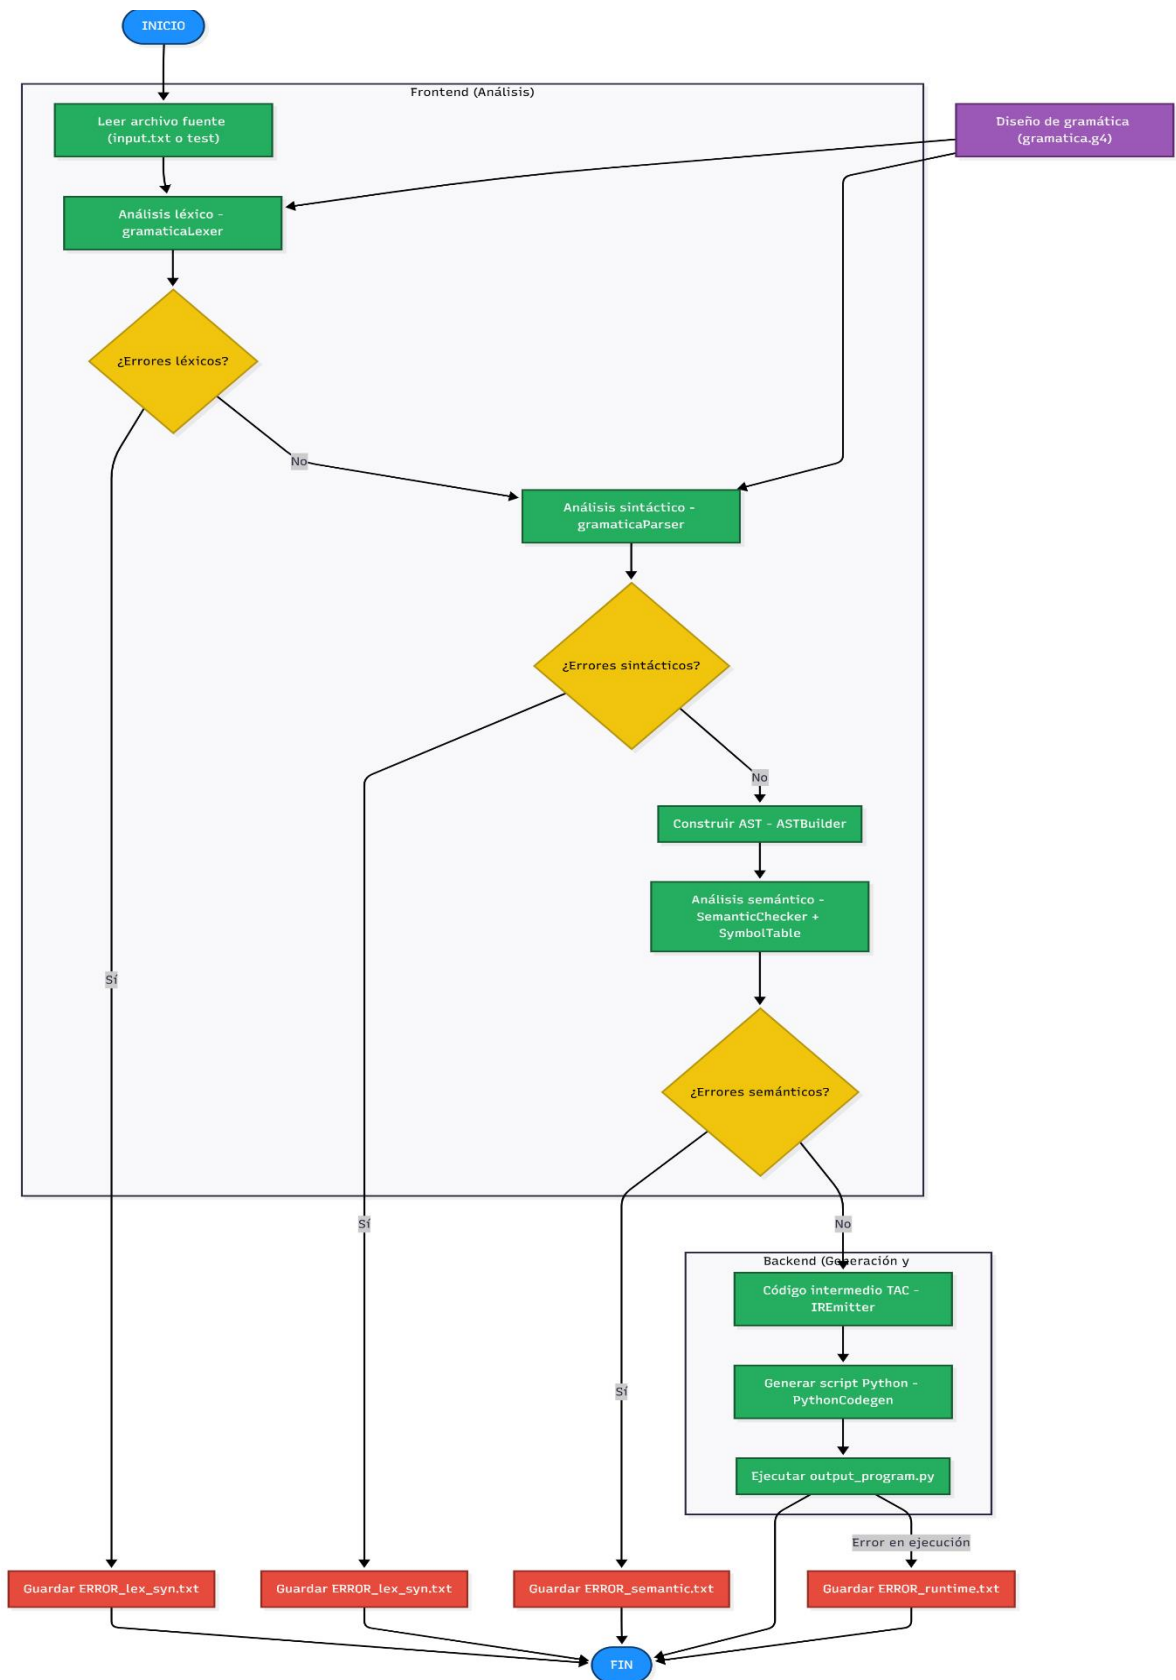 INICIO
Frontend (Análisis)
Leer archivo fuente
(input.txt o test)
Diseño de gramática
(gramatica.g4)
Análisis léxico -
gramaticaLexer
¿Errores léxicos?
No
Análisis sintáctico -
gramaticaParser
¿Errores sintácticos?
No
Construir AST - ASTBuilder
Análisis semántico -
SemanticChecker +
SymbolTable
Sí
¿Errores semánticos?
Sí
No
Backend (Generación y
Código intermedio TAC -
IREmitter
Generar script Python -
PythonCodegen
Sí
Ejecutar output_program.py
Error en ejecución
Guardar ERROR_lex_syn.txt
Guardar ERROR_lex_syn.txt
Guardar ERROR_semantic.txt
Guardar ERROR_runtime.txt
FIN